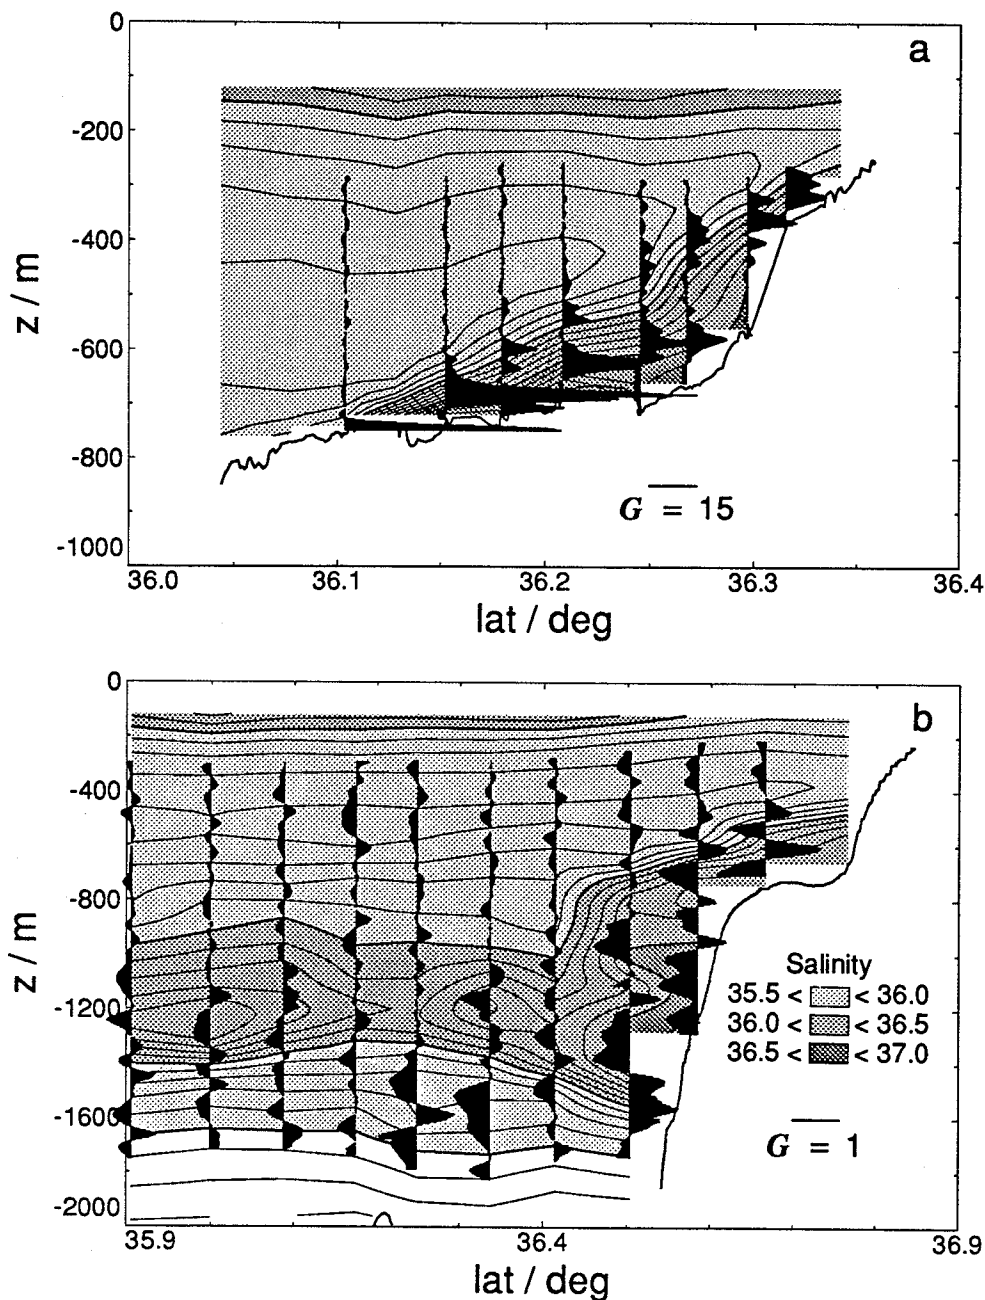 0
-200
-400
-600
-800
-1000
z / m
a
G = 15
36.0 36.1 36.2 36.3 36.4
lat / deg
0
-400
-800
-1200
-1600
-2000
z / m
b
Salinity
35.5 < < 36.0
36.0 < < 36.5
36.5 < < 37.0
G = 1
35.9 36.4 36.9
lat / deg